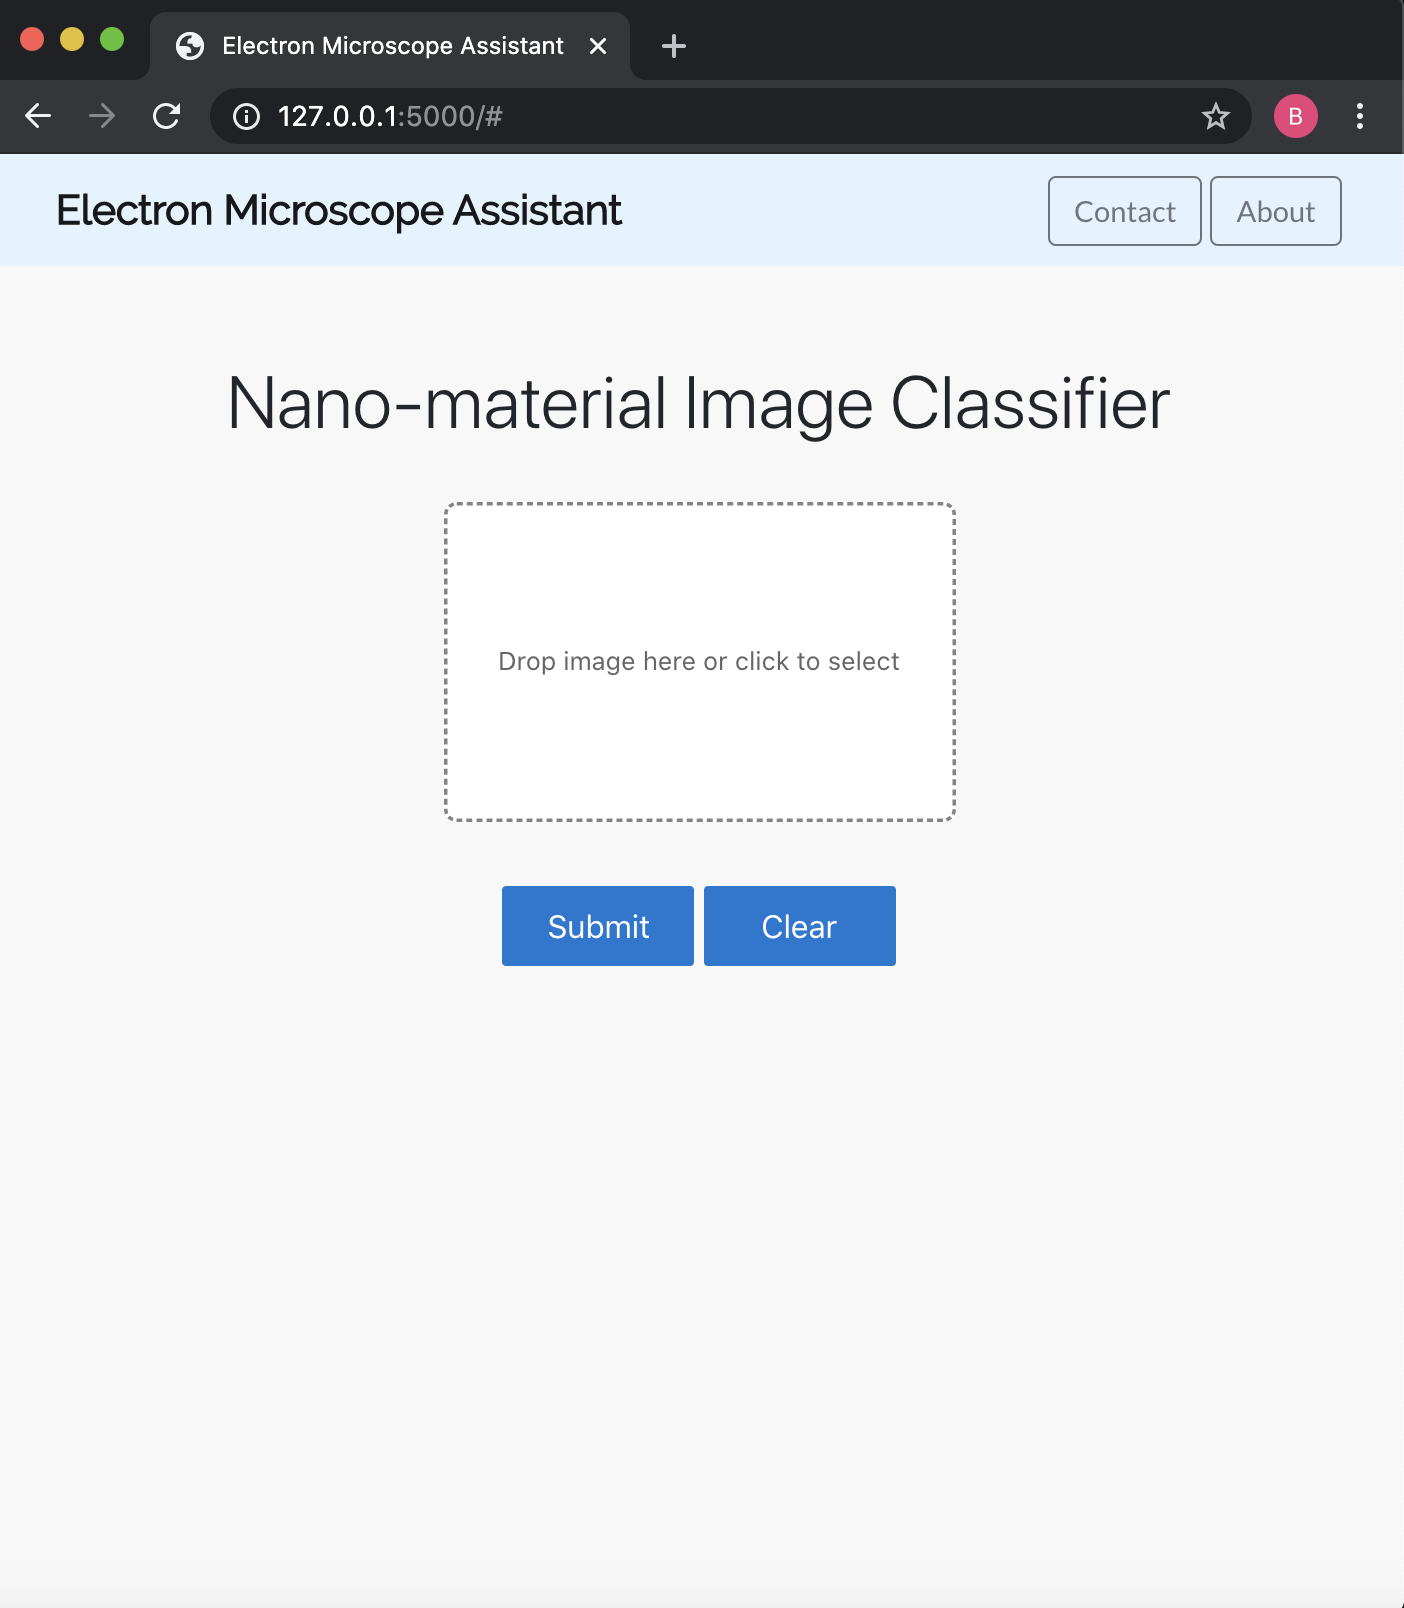 Electron Microscope Assistant
127.0.0.1:5000/#
B
Electron Microscope Assistant
Contact
About
Nano-material Image Classifier
Drop image here or click to select
Submit
Clear